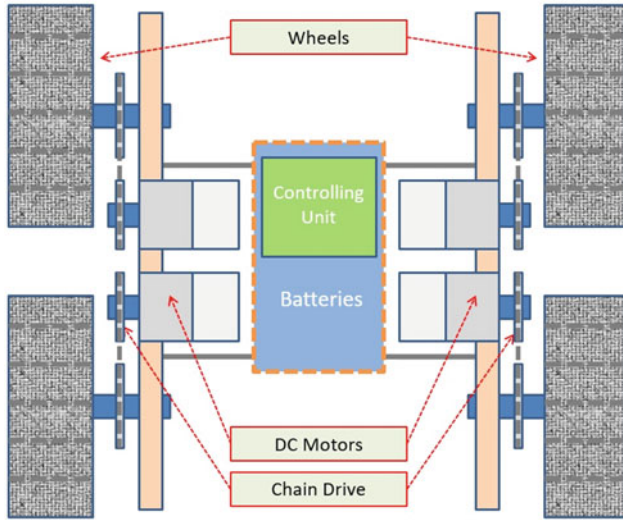 Wheels
Controlling
Unit
Batteries
DC Motors
Chain Drive